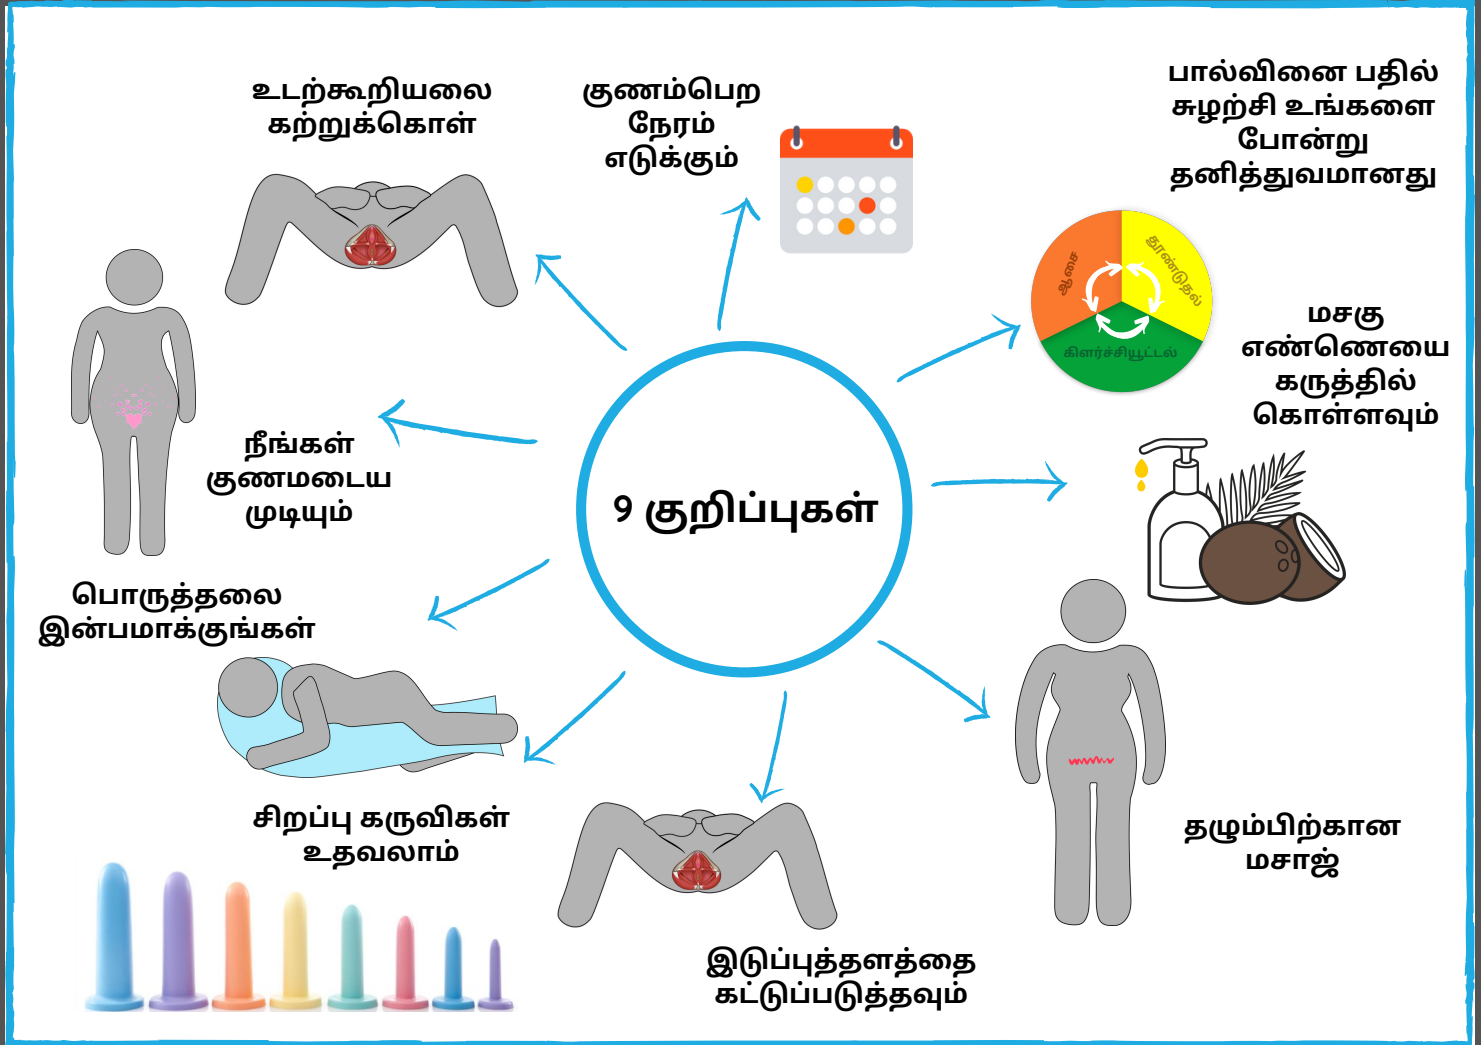 உடற்கூறியலை
கற்றுக்கொள்
குணம்பெற
நேரம்
எடுக்கும்
பால்வினை பதில்
சுழற்சி உங்களை
போன்று
தனித்துவமானது
ஆசை
தூண்டுதல்
கிளர்ச்சியூட்டல்
மசகு
எண்ணெயை
கருத்தில்
கொள்ளவும்
நீங்கள்
குணமடைய
முடியும்
9 குறிப்புகள்
பொருத்தலை
இன்பமாக்குங்கள்
சிறப்பு கருவிகள்
உதவலாம்
தழும்பிற்கான
மசாஜ்
இடுப்புத்தளத்தை
கட்டுப்படுத்தவும்